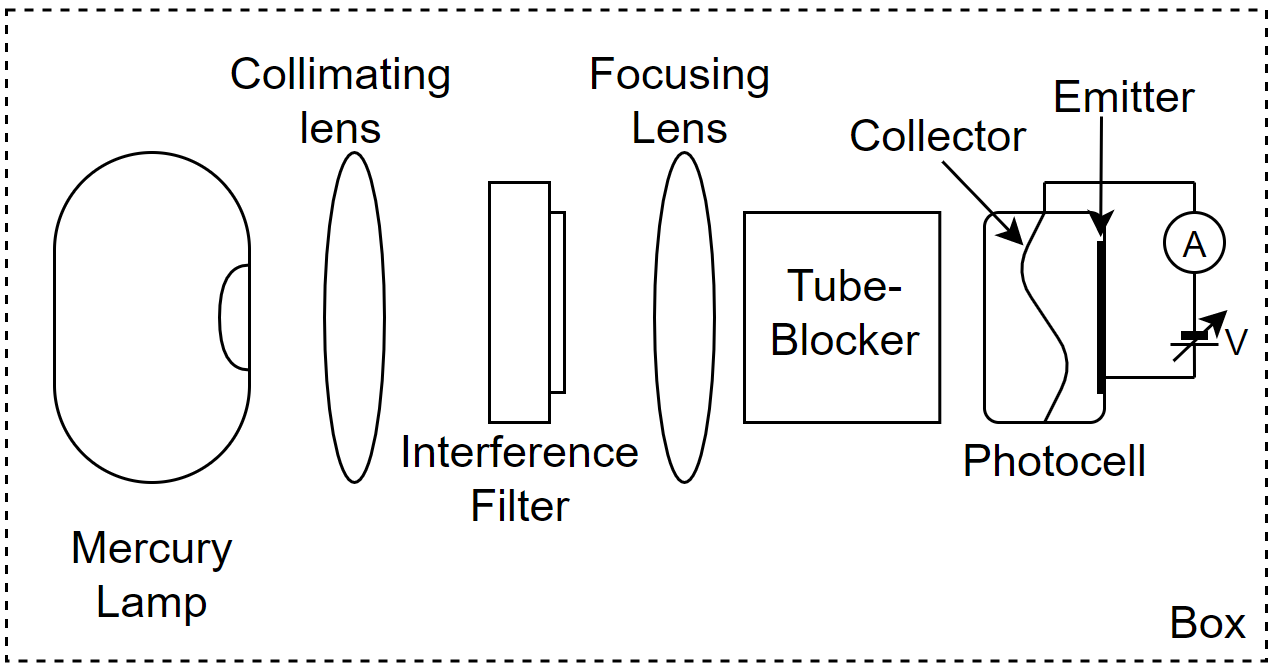 Collimating
lens
Focusing
Lens
Emitter
Collector
A
Tube-
Blocker
V
Interference
Filter
Photocell
Mercury
Lamp
Box